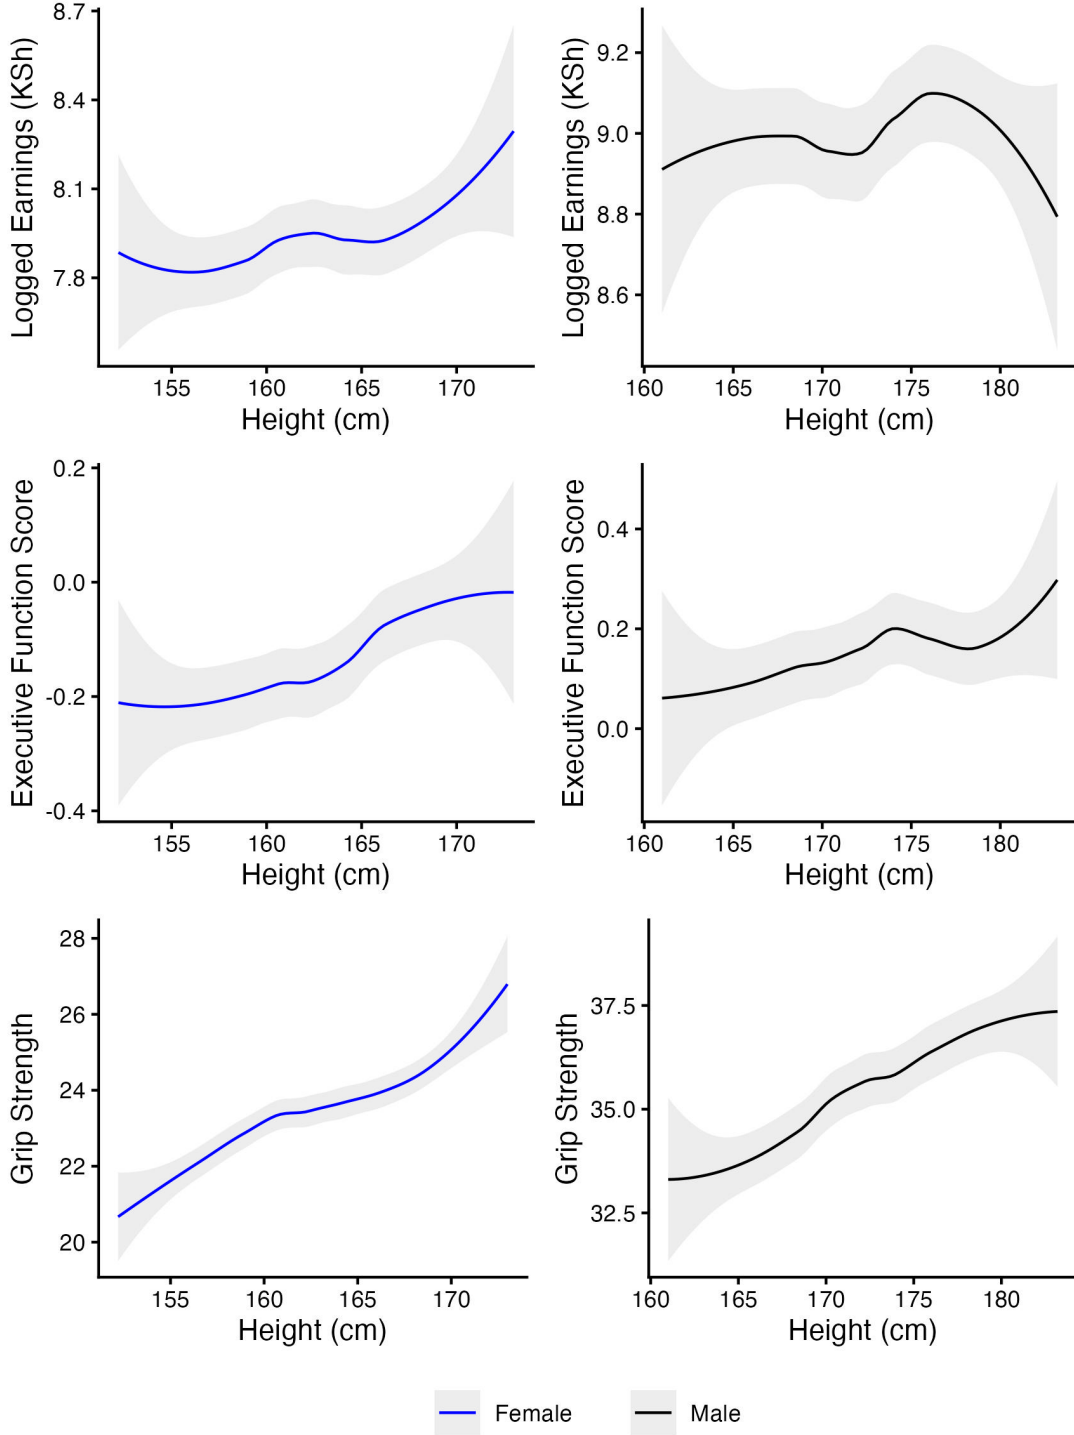 8.7
8.4
8.1
7.8
Logged Earnings (KSh)
155 160 165 170
Height (cm)
9.2
9.0
8.8
8.6
Logged Earnings (KSh)
160 165 170 175 180
Height (cm)
0.2
0.0
-0.2
-0.4
Executive Function Score
155 160 165 170
Height (cm)
0.4
0.2
0.0
Executive Function Score
160 165 170 175 180
Height (cm)
28
26
24
22
20
Grip Strength
155 160 165 170
Height (cm)
37.5
35.0
32.5
Grip Strength
160 165 170 175 180
Height (cm)
Female Male